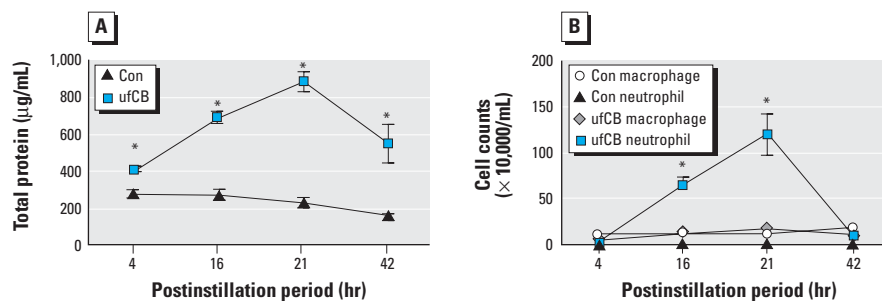 A
Total protein (µg/mL)
1,000
800
600
400
200
0
Con
ufCB
*
*
*
*
4
16
21
42
Postinstillation period (hr)
B
Cell counts
(× 10,000/mL)
200
150
100
50
0
Con macrophage
Con neutrophil
ufCB macrophage
ufCB neutrophil
*
*
4
16
21
42
Postinstillation period (hr)